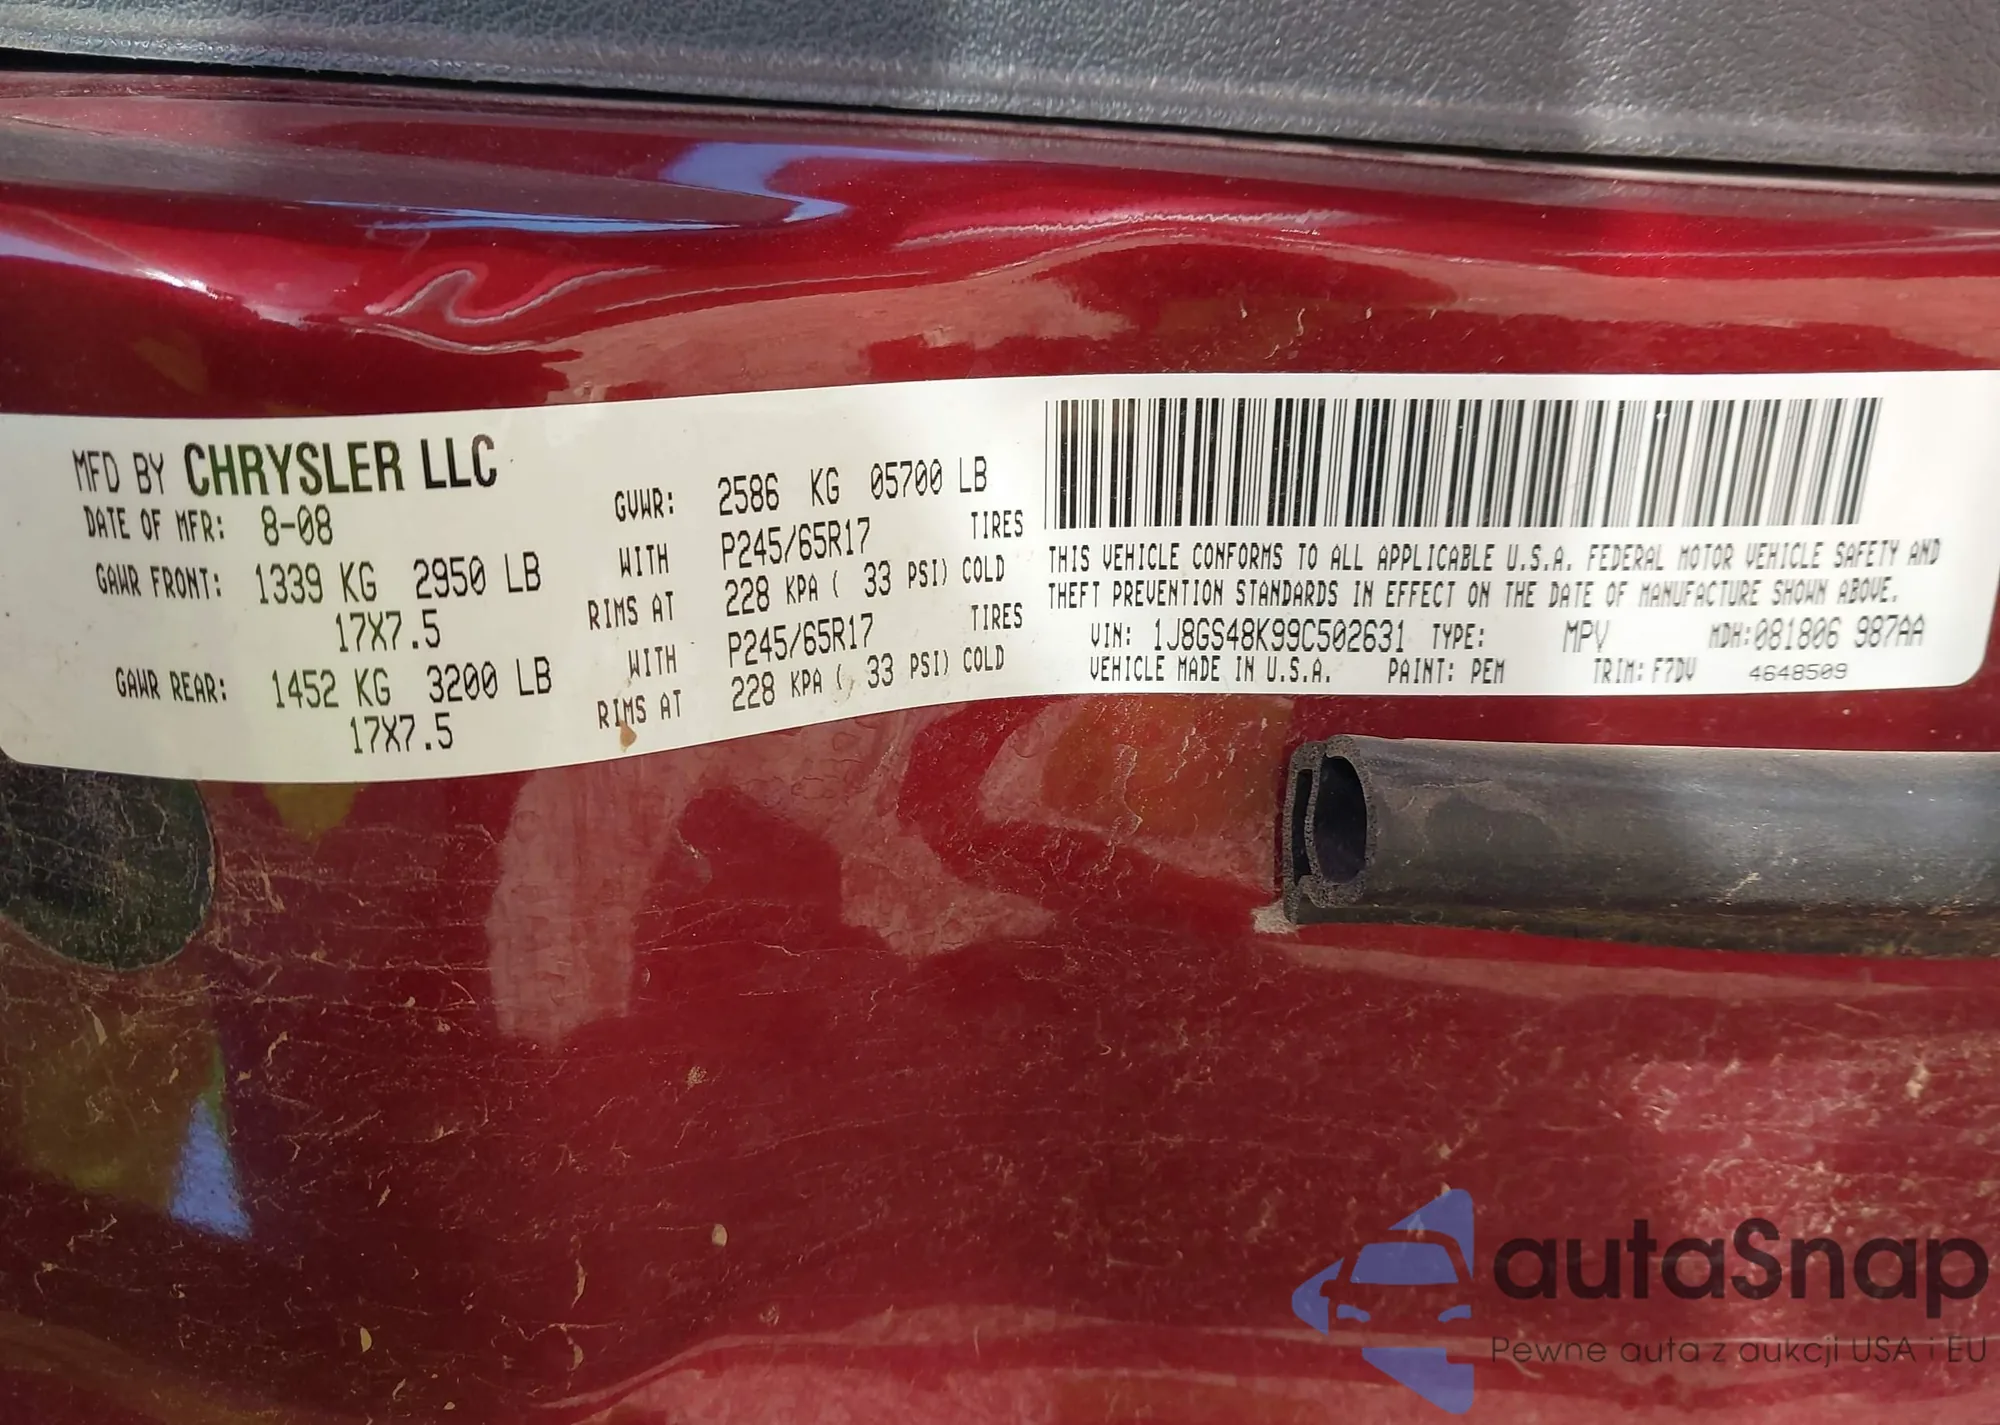 MFD BY CHRYSLER LLC
DATE OF MFR: 8-08
GAWR FRONT: 1339 KG 2950 LB
17X7.5
GAWR REAR: 1452 KG 3200 LB
17X7.5
GVWR: 2586 KG 05700 LB
WITH P245/65R17 TIRES
RIMS AT 228 KPA ( 33 PSI) COLD
WITH P245/65R17 TIRES
RIMS AT 228 KPA ( 33 PSI) COLD
THIS VEHICLE CONFORMS TO ALL APPLICABLE U.S.A. FEDERAL MOTOR VEHICLE SAFETY AND
THEFT PREVENTION STANDARDS IN EFFECT ON THE DATE OF MANUFACTURE SHOWN ABOVE.
VIN: 1J8GS48K99C502631 TYPE: MPV MDH:081806 987AA
VEHICLE MADE IN U.S.A. PAINT: PEM TRIM: F7DV 4648509
autaSnap
Pewne auta z aukcji USA i EU